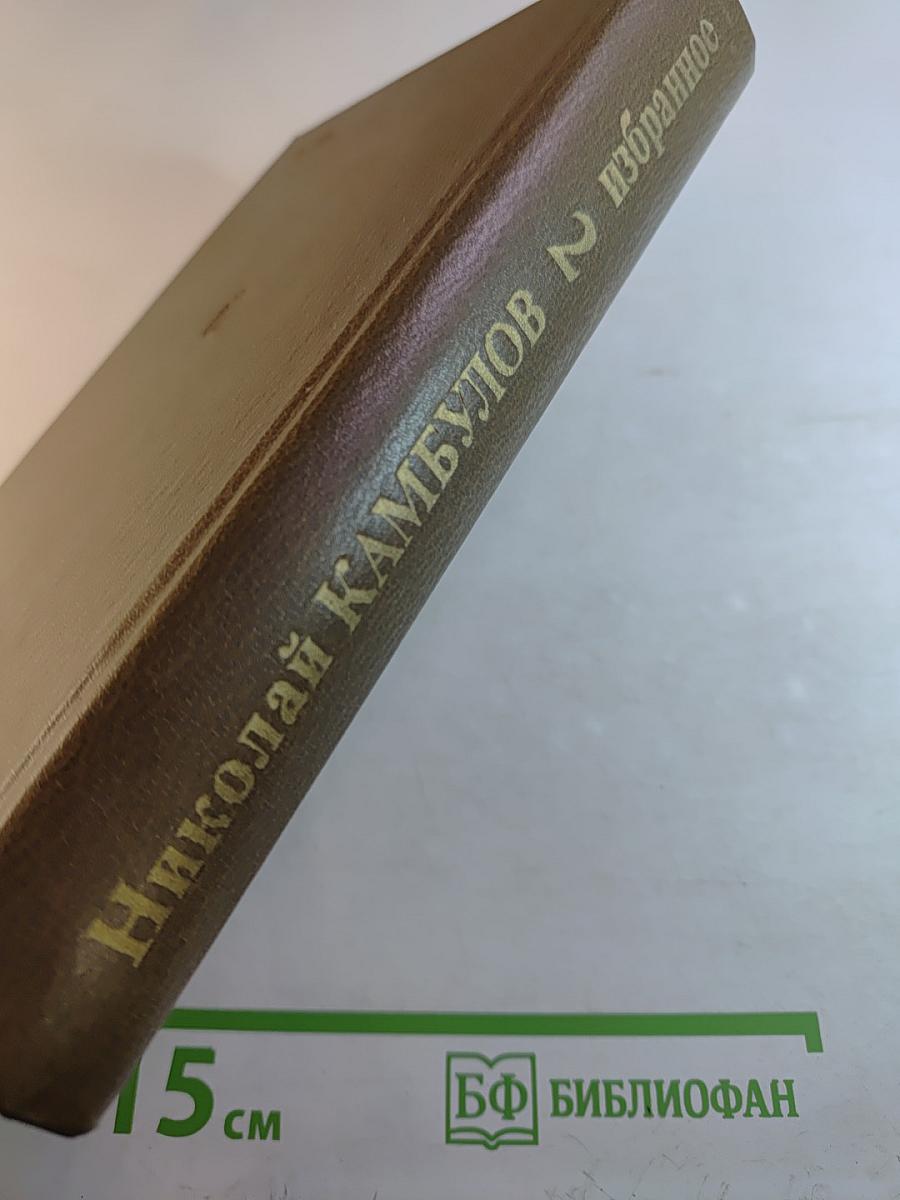 Николай КАМБУЛОВ 2 избранное
15 см
БФ БИБЛИОФАН